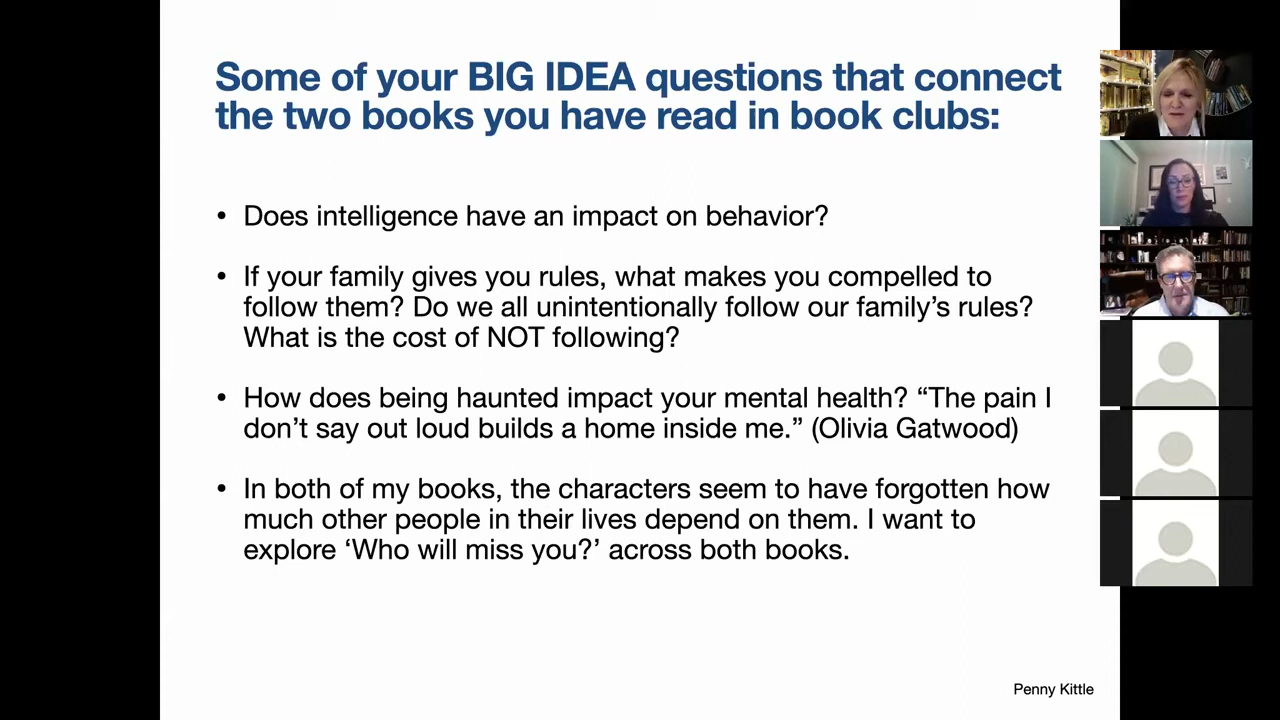 Some of your BIG IDEA questions that connect
the two books you have read in book clubs:
• Does intelligence have an impact on behavior?
• If your family gives you rules, what makes you compelled to
follow them? Do we all unintentionally follow our family’s rules?
What is the cost of NOT following?
• How does being haunted impact your mental health? “The pain I
don’t say out loud builds a home inside me.” (Olivia Gatwood)
• In both of my books, the characters seem to have forgotten how
much other people in their lives depend on them. I want to
explore ‘Who will miss you?’ across both books.
Penny Kittle